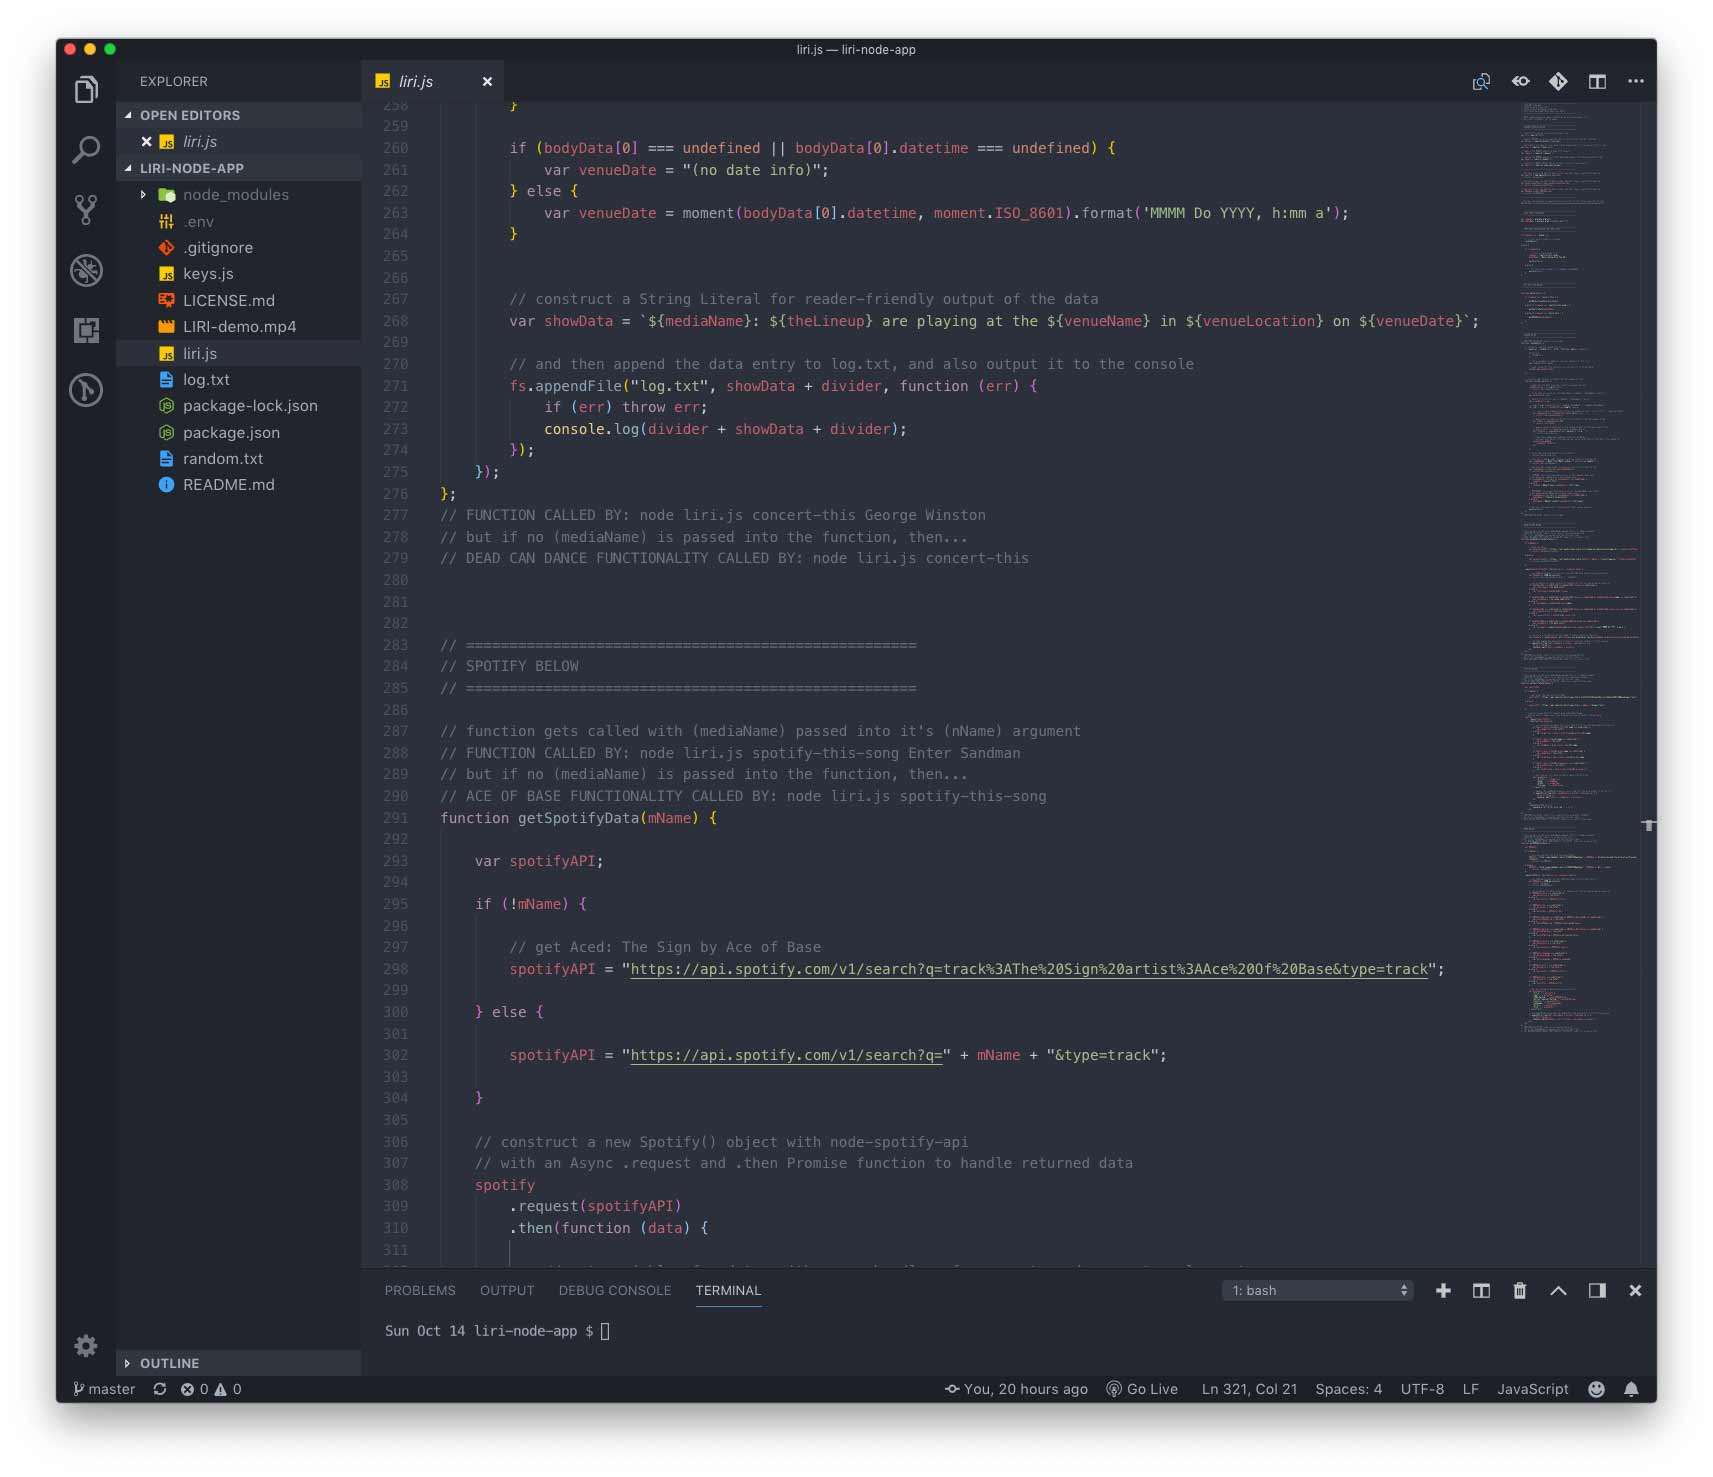 liri.js — liri-node-app
EXPLORER
OPEN EDITORS
liri.js
LIRI-NODE-APP
node_modules
.env
.gitignore
keys.js
LICENSE.md
LIRI-demo.mp4
liri.js
log.txt
package-lock.json
package.json
random.txt
README.md
OUTLINE
liri.js
258 }
259
260 if (bodyData[0] === undefined || bodyData[0].datetime === undefined) {
261 var venueDate = "(no date info)";
262 } else {
263 var venueDate = moment(bodyData[0].datetime, moment.ISO_8601).format('MMMM Do YYYY, h:mm a');
264 }
265
266
267 // construct a String Literal for reader-friendly output of the data
268 var showData = `${mediaName}: ${theLineup} are playing at the ${venueName} in ${venueLocation} on ${venueDate}`;
269
270 // and then append the data entry to log.txt, and also output it to the console
271 fs.appendFile("log.txt", showData + divider, function (err) {
272 if (err) throw err;
273 console.log(divider + showData + divider);
274 });
275 });
276 };
277 // FUNCTION CALLED BY: node liri.js concert-this George Winston
278 // but if no (mediaName) is passed into the function, then...
279 // DEAD CAN DANCE FUNCTIONALITY CALLED BY: node liri.js concert-this
280
281
282
283 // ====================================================
284 // SPOTIFY BELOW
285 // ====================================================
286
287 // function gets called with (mediaName) passed into it's (nName) argument
288 // FUNCTION CALLED BY: node liri.js spotify-this-song Enter Sandman
289 // but if no (mediaName) is passed into the function, then...
290 // ACE OF BASE FUNCTIONALITY CALLED BY: node liri.js spotify-this-song
291 function getSpotifyData(mName) {
292
293 var spotifyAPI;
294
295 if (!mName) {
296
297 // get Aced: The Sign by Ace of Base
298 spotifyAPI = "https://api.spotify.com/v1/search?q=track%3AThe%20Sign%20artist%3AAce%20Of%20Base&type=track";
299
300 } else {
301
302 spotifyAPI = "https://api.spotify.com/v1/search?q=" + mName + "&type=track";
303
304 }
305
306 // construct a new Spotify() object with node-spotify-api
307 // with an Async .request and .then Promise function to handle returned data
308 spotify
309 .request(spotifyAPI)
310 .then(function (data) {
311
PROBLEMS OUTPUT DEBUG CONSOLE TERMINAL 1: bash
Sun Oct 14 liri-node-app $
master 0 0 You, 20 hours ago Go Live Ln 321, Col 21 Spaces: 4 UTF-8 LF JavaScript